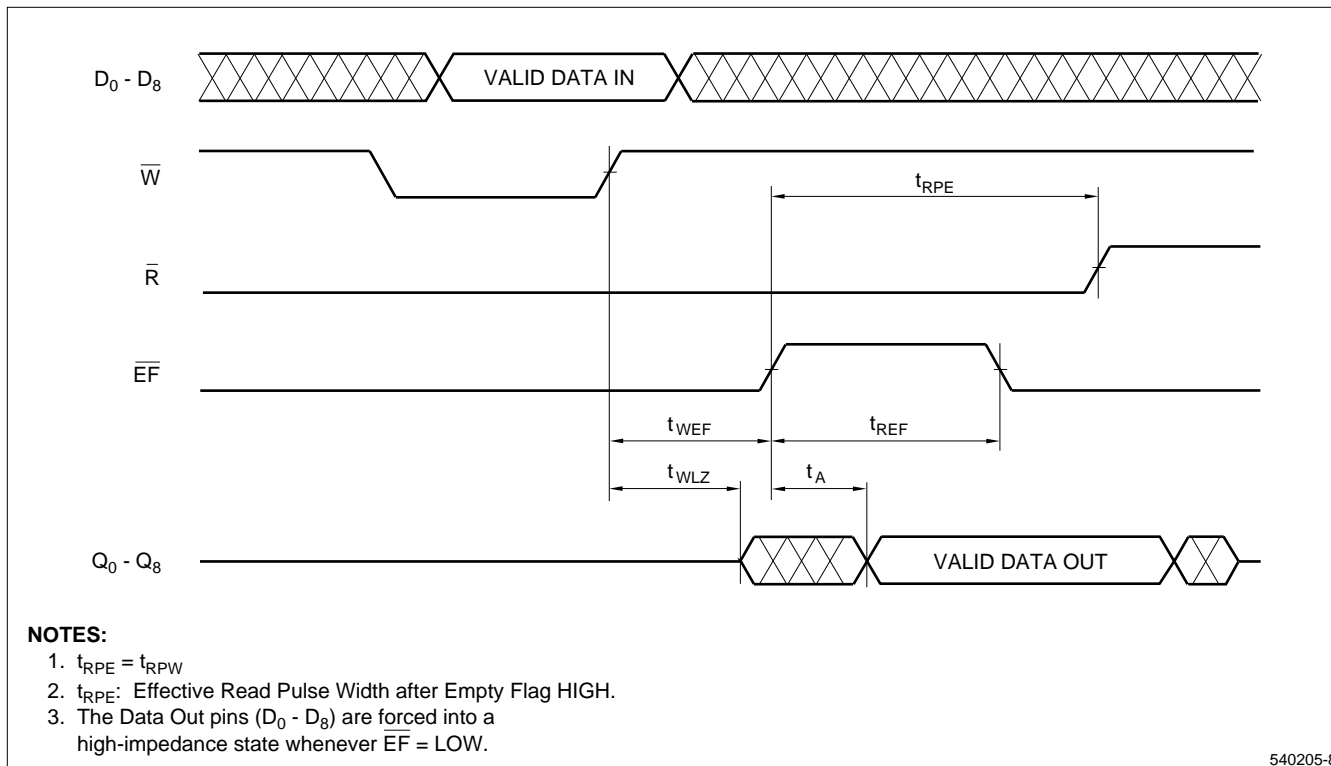 D0 - D8
VALID DATA IN
W̅
tRPE
R̅
E̅F̅
tWEF
tREF
tWLZ
tA
Q0 - Q8
VALID DATA OUT
NOTES:
1. tRPE = tRPW
2. tRPE: Effective Read Pulse Width after Empty Flag HIGH.
3. The Data Out pins (D0 - D8) are forced into a
high-impedance state whenever E̅F̅ = LOW.
540205-8